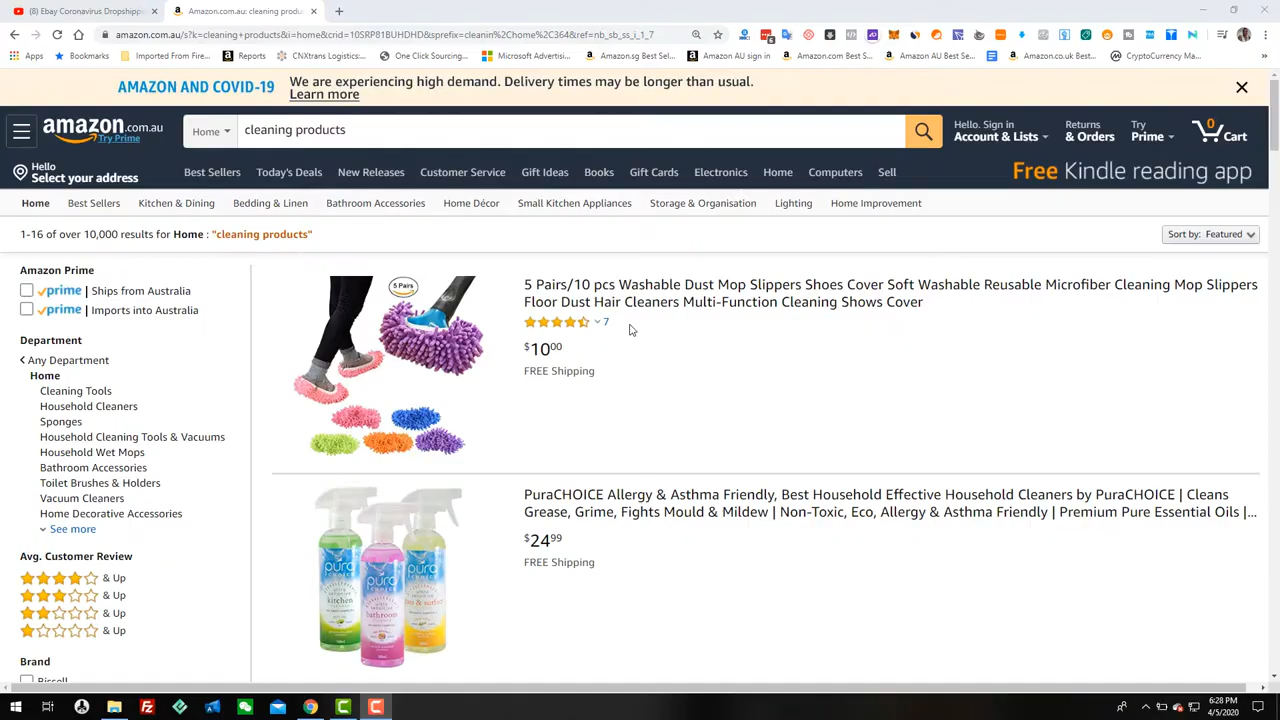 (8) Ebay Coronavirus Dropshippi
Amazon.com.au: cleaning produc
amazon.com.au/s?k=cleaning+products&i=home&crid=10SRP81BUHDHD&sprefix=cleanin%2Chome%2C364&ref=nb_sb_ss_i_1_7
Apps
Bookmarks
Imported From Fire...
Reports
CNXtrans Logistics:...
One Click Sourcing...
Microsoft Advertisi...
Amazon.sg Best Sel...
Amazon AU sign in
Amazon.com Best S...
Amazon AU Best Se...
Amazon.co.uk Best...
CryptoCurrency Ma...
AMAZON AND COVID-19
We are experiencing high demand. Delivery times may be longer than usual.
Learn more
amazon.com.au
Try Prime
Home
cleaning products
Hello. Sign in
Account & Lists
Returns
& Orders
Try
Prime
0
Cart
Hello
Select your address
Best Sellers
Today's Deals
New Releases
Customer Service
Gift Ideas
Books
Gift Cards
Electronics
Home
Computers
Sell
Free Kindle reading app
Home
Best Sellers
Kitchen & Dining
Bedding & Linen
Bathroom Accessories
Home Décor
Small Kitchen Appliances
Storage & Organisation
Lighting
Home Improvement
1-16 of over 10,000 results for Home : "cleaning products"
Sort by: Featured
Amazon Prime
prime | Ships from Australia
prime | Imports into Australia
Department
Any Department
Home
Cleaning Tools
Household Cleaners
Sponges
Household Cleaning Tools & Vacuums
Household Wet Mops
Bathroom Accessories
Toilet Brushes & Holders
Vacuum Cleaners
Home Decorative Accessories
See more
Avg. Customer Review
& Up
& Up
& Up
& Up
Brand
Bissell
5 Pairs
5 Pairs/10 pcs Washable Dust Mop Slippers Shoes Cover Soft Washable Reusable Microfiber Cleaning Mop Slippers
Floor Dust Hair Cleaners Multi-Function Cleaning Shows Cover
7
$1000
FREE Shipping
pura
choice
kitchen
pura
choice
bathroom
PuraCHOICE Allergy & Asthma Friendly, Best Household Effective Household Cleaners by PuraCHOICE | Cleans
Grease, Grime, Fights Mould & Mildew | Non-Toxic, Eco, Allergy & Asthma Friendly | Premium Pure Essential Oils |...
$2499
FREE Shipping
6:28 PM
4/5/2020